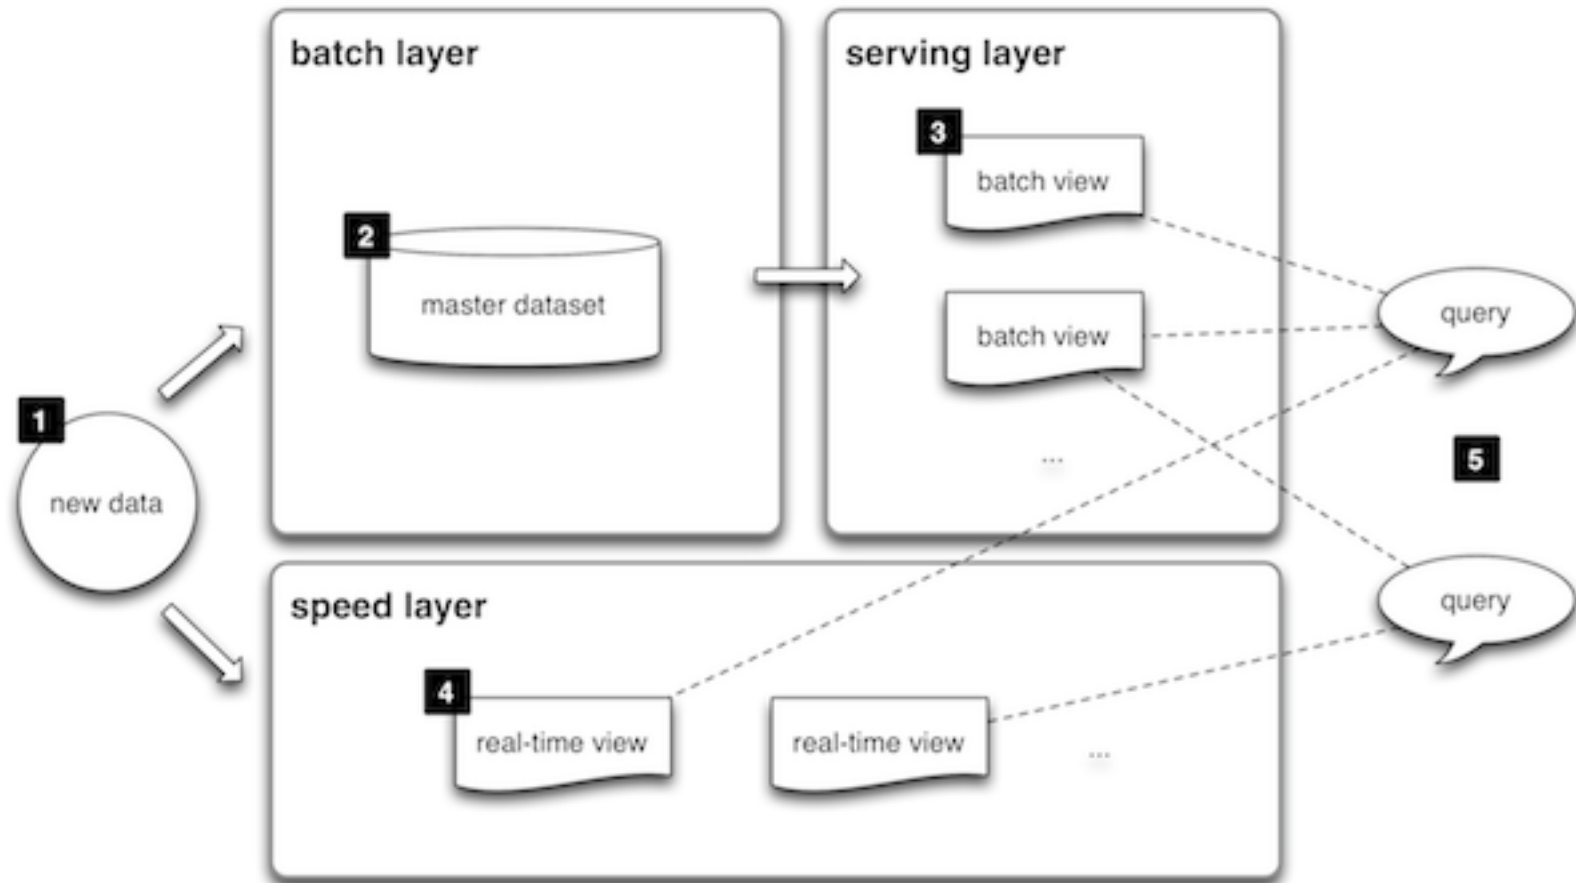 batch layer
serving layer
3
batch view
2
master dataset
batch view
query
1
new data
...
5
speed layer
query
4
real-time view
real-time view
...